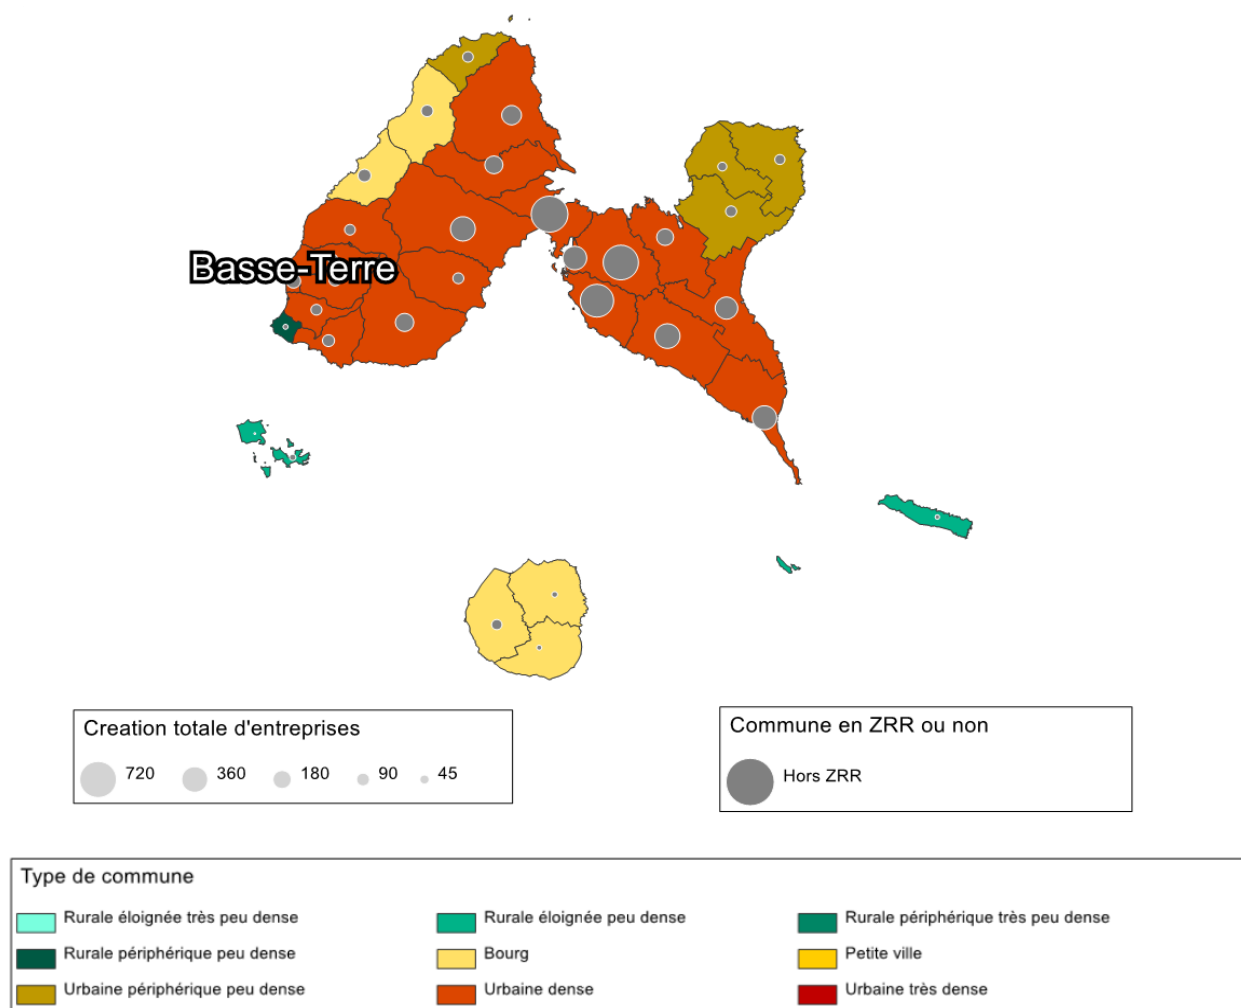 Basse-Terre
Creation totale d'entreprises
720 360 180 90 45
Commune en ZRR ou non
Hors ZRR
Type de commune
Rurale éloignée très peu dense Rurale éloignée peu dense Rurale périphérique très peu dense
Rurale périphérique peu dense Bourg Petite ville
Urbaine périphérique peu dense Urbaine dense Urbaine très dense